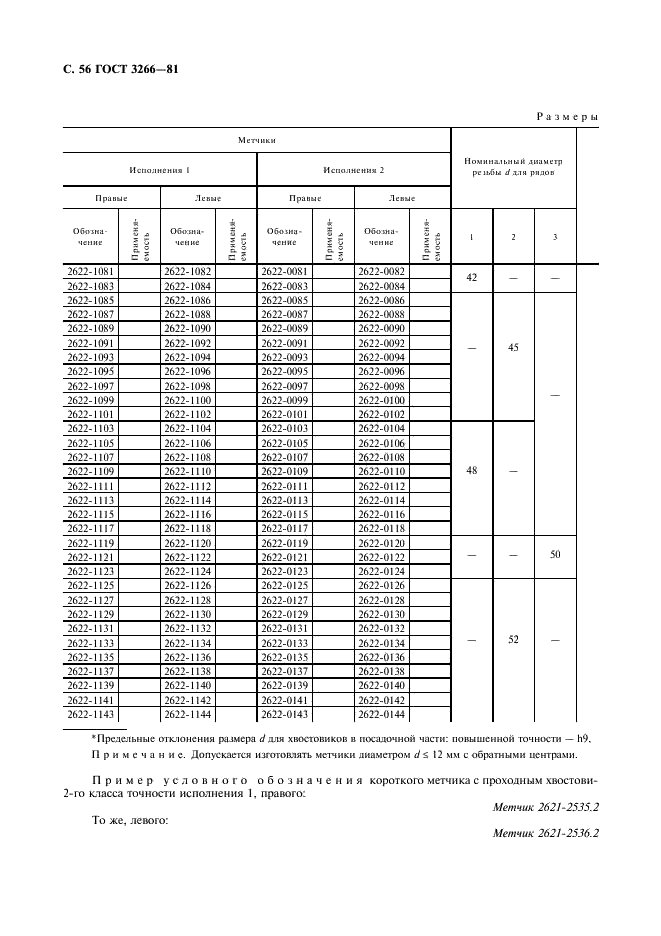 С. 56 ГОСТ 3266—81
Размеры
Метчики
Номинальный диаметр
резьбы d для рядов
Исполнения 1 Исполнения 2
Правые Левые Правые Левые
Обозна-
чение
Применя-
емость
Обозна-
чение
Применя-
емость
Обозна-
чение
Применя-
емость
Обозна-
чение
Применя-
емость
1 2 3
2622-1081 2622-1082 2622-0081 2622-0082
42 — —
2622-1083 2622-1084 2622-0083 2622-0084
2622-1085 2622-1086 2622-0085 2622-0086
2622-1087 2622-1088 2622-0087 2622-0088
2622-1089 2622-1090 2622-0089 2622-0090
2622-1091 2622-1092 2622-0091 2622-0092
— 45
2622-1093 2622-1094 2622-0093 2622-0094
2622-1095 2622-1096 2622-0095 2622-0096
2622-1097 2622-1098 2622-0097 2622-0098
—
2622-1099 2622-1100 2622-0099 2622-0100
2622-1101 2622-1102 2622-0101 2622-0102
2622-1103 2622-1104 2622-0103 2622-0104
2622-1105 2622-1106 2622-0105 2622-0106
2622-1107 2622-1108 2622-0107 2622-0108
2622-1109 2622-1110 2622-0109 2622-0110 48 —
2622-1111 2622-1112 2622-0111 2622-0112
2622-1113 2622-1114 2622-0113 2622-0114
2622-1115 2622-1116 2622-0115 2622-0116
2622-1117 2622-1118 2622-0117 2622-0118
2622-1119 2622-1120 2622-0119 2622-0120
2622-1121 2622-1122 2622-0121 2622-0122 — — 50
2622-1123 2622-1124 2622-0123 2622-0124
2622-1125 2622-1126 2622-0125 2622-0126
2622-1127 2622-1128 2622-0127 2622-0128
2622-1129 2622-1130 2622-0129 2622-0130
2622-1131 2622-1132 2622-0131 2622-0132
— 52 —
2622-1133 2622-1134 2622-0133 2622-0134
2622-1135 2622-1136 2622-0135 2622-0136
2622-1137 2622-1138 2622-0137 2622-0138
2622-1139 2622-1140 2622-0139 2622-0140
2622-1141 2622-1142 2622-0141 2622-0142
2622-1143 2622-1144 2622-0143 2622-0144
*Предельные отклонения размера d для хвостовиков в посадочной части: повышенной точности — h9,
Примечание. Допускается изготовлять метчики диаметром d ≤ 12 мм с обратными центрами.
Пример условного обозначения короткого метчика с проходным хвостови-
2-го класса точности исполнения 1, правого:
Метчик 2621-2535.2
То же, левого:
Метчик 2621-2536.2